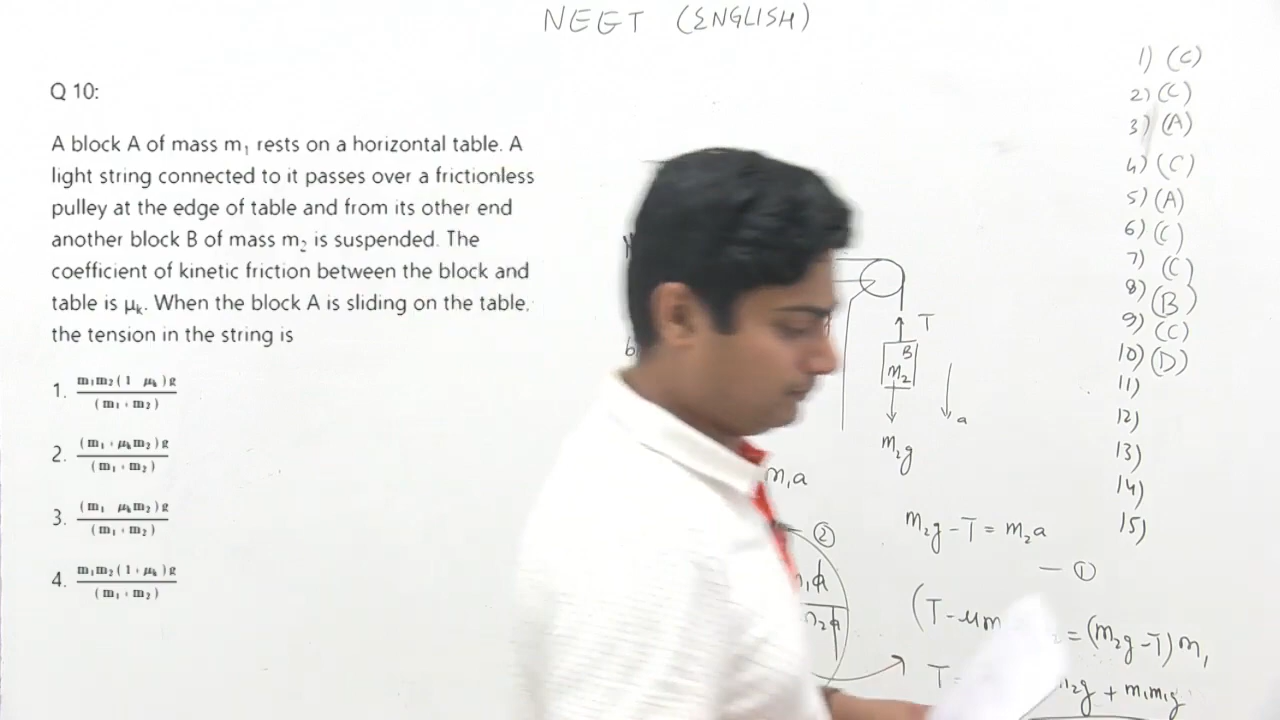 NEET (ENGLISH)
Q 10:
A block A of mass m₁ rests on a horizontal table. A
light string connected to it passes over a frictionless
pulley at the edge of table and from its other end
another block B of mass m₂ is suspended. The
coefficient of kinetic friction between the block and
table is μₖ. When the block A is sliding on the table,
the tension in the string is
1. m₁m₂(1 μₖ)g
(m₁ · m₂)
2. (m₁ · μₖm₂)g
(m₁ · m₂)
3. (m₁ μₖm₂)g
(m₁ · m₂)
4. m₁m₂(1 · μₖ)g
(m₁ · m₂)
T
B
m₂
a
m₂g
m₁a
②
m₂g - T = m₂a
— ①
(T - μm = (m₂g - T)m₁
T =
1) (C)
2) (C)
3) (A)
4) (C)
5) (A)
6) (C)
7) (C)
8) (B)
9) (C)
10) (D)
11)
12)
13)
14)
15)